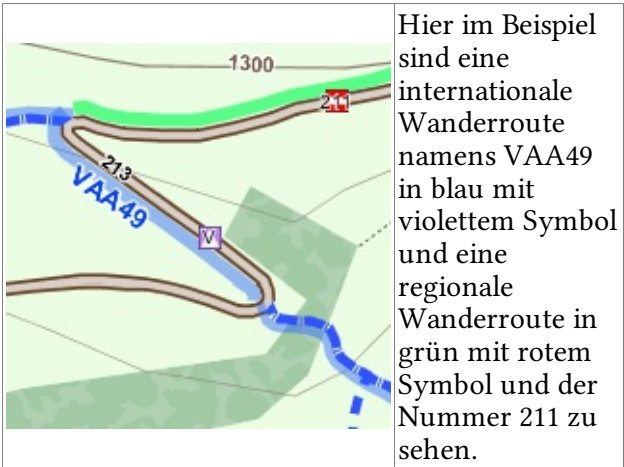 1300
211
213
VAA49
V
Hier im Beispiel
sind eine
internationale
Wanderroute
namens VAA49
in blau mit
violettem Symbol
und eine
regionale
Wanderroute in
grün mit rotem
Symbol und der
Nummer 211 zu
sehen.